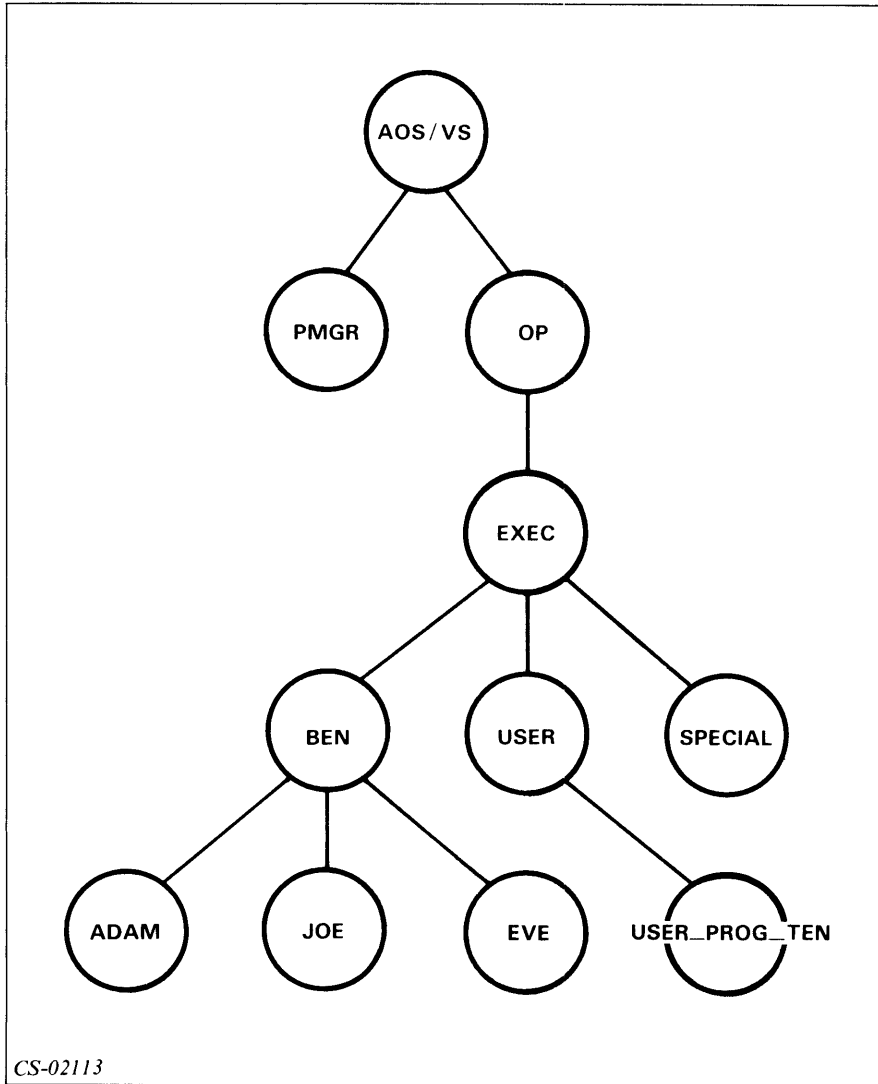 AOS/VS
PMGR
OP
EXEC
BEN
USER
SPECIAL
ADAM
JOE
EVE
USER_PROG_TEN
CS-02113